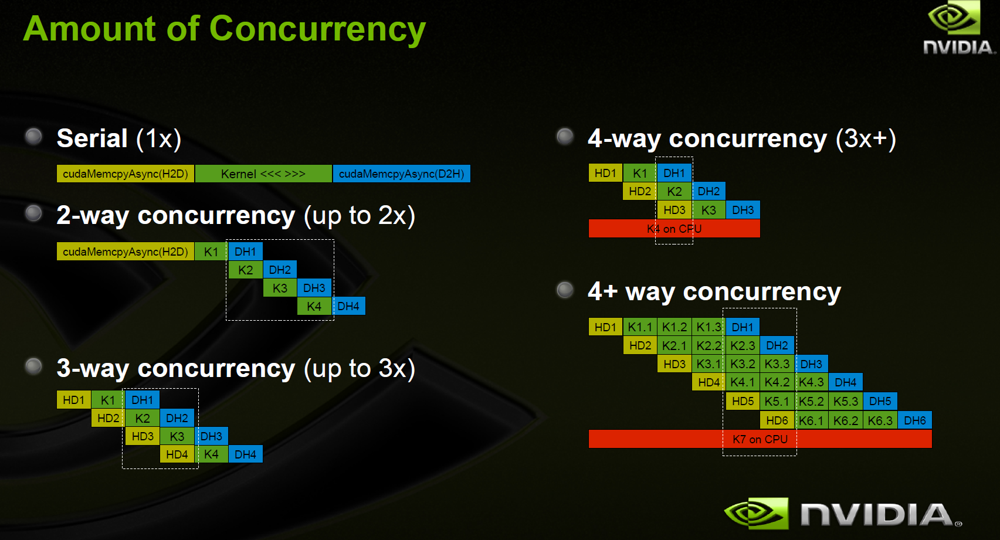 Amount of Concurrency
NVIDIA.
Serial (1x)
cudaMemcpyAsync(H2D) Kernel <<< >>> cudaMemcpyAsync(D2H)
2-way concurrency (up to 2x)
cudaMemcpyAsync(H2D) K1 DH1
K2 DH2
K3 DH3
K4 DH4
3-way concurrency (up to 3x)
HD1 K1 DH1
HD2 K2 DH2
HD3 K3 DH3
HD4 K4 DH4
4-way concurrency (3x+)
HD1 K1 DH1
HD2 K2 DH2
HD3 K3 DH3
K4 on CPU
4+ way concurrency
HD1 K1.1 K1.2 K1.3 DH1
HD2 K2.1 K2.2 K2.3 DH2
HD3 K3.1 K3.2 K3.3 DH3
HD4 K4.1 K4.2 K4.3 DH4
HD5 K5.1 K5.2 K5.3 DH5
HD6 K6.1 K6.2 K6.3 DH6
K7 on CPU
NVIDIA®